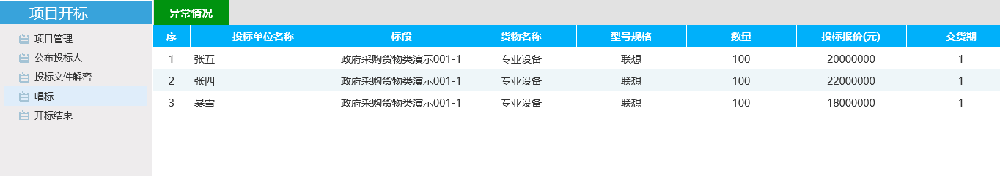 项目开标
项目管理
公布投标人
投标文件解密
唱标
开标结束
异常情况
序 投标单位名称 标段 货物名称 型号规格 数量 投标报价(元) 交货期
1 张五 政府采购货物类演示001-1 专业设备 联想 100 20000000 1
2 张四 政府采购货物类演示001-1 专业设备 联想 100 22000000 1
3 暴雪 政府采购货物类演示001-1 专业设备 联想 100 18000000 1